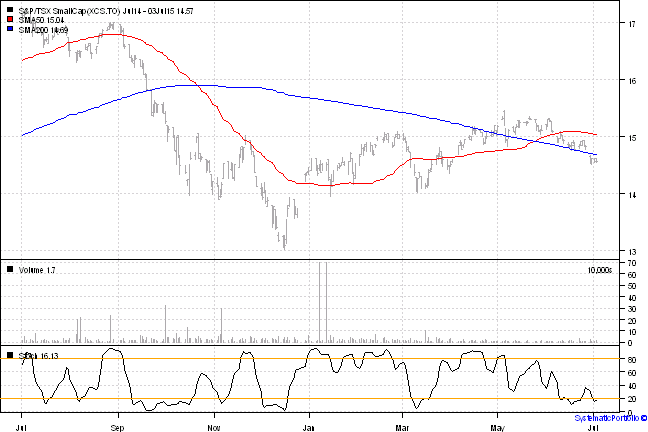 S&P/TSX SmallCap(XCS.TO) Jul14 - 03Jul15 14.57
SMA50 15.04
SMA200 14.69
17
16
15
14
13
Volume 1.7
10,000s
70
60
50
40
30
20
10
0
16.13
80
60
40
20
0
Jul Sep Nov Jan Mar May Jul
SystematicPortfolio ©